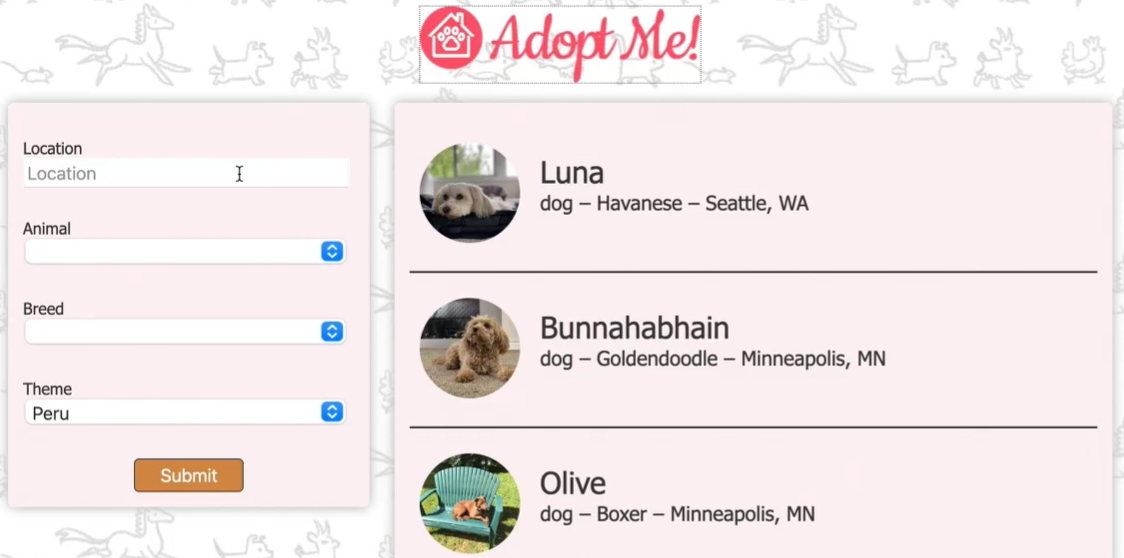 Adopt Me!
Location
Location
Animal
Breed
Theme
Peru
Submit
Luna
dog – Havanese – Seattle, WA
Bunnahabhain
dog – Goldendoodle – Minneapolis, MN
Olive
dog – Boxer – Minneapolis, MN